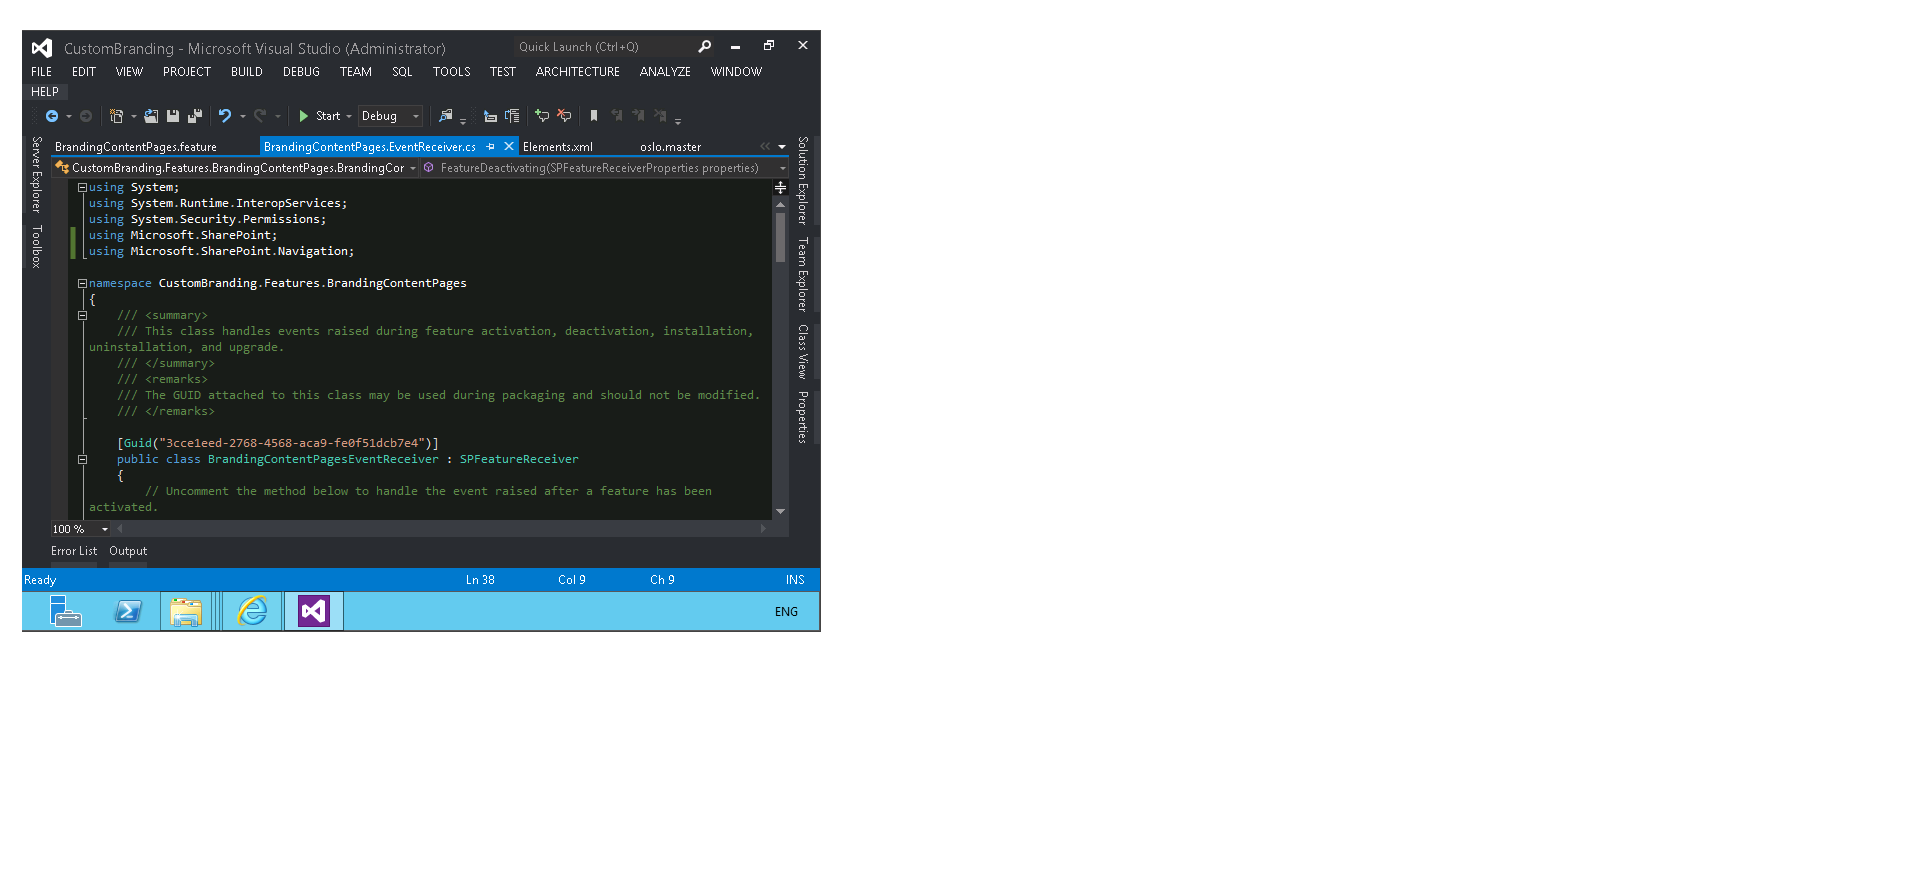 CustomBranding - Microsoft Visual Studio (Administrator)
Quick Launch (Ctrl+Q)
FILE EDIT VIEW PROJECT BUILD DEBUG TEAM SQL TOOLS TEST ARCHITECTURE ANALYZE WINDOW
HELP
Start Debug
BrandingContentPages.feature BrandingContentPages.EventReceiver.cs Elements.xml oslo.master
CustomBranding.Features.BrandingContentPages.BrandingCor FeatureDeactivating(SPFeatureReceiverProperties properties)
Server Explorer
Toolbox
using System;
using System.Runtime.InteropServices;
using System.Security.Permissions;
using Microsoft.SharePoint;
using Microsoft.SharePoint.Navigation;
namespace CustomBranding.Features.BrandingContentPages
{
/// <summary>
/// This class handles events raised during feature activation, deactivation, installation,
uninstallation, and upgrade.
/// </summary>
/// <remarks>
/// The GUID attached to this class may be used during packaging and should not be modified.
/// </remarks>
[Guid("3cce1eed-2768-4568-aca9-fe0f51dcb7e4")]
public class BrandingContentPagesEventReceiver : SPFeatureReceiver
{
// Uncomment the method below to handle the event raised after a feature has been
activated.
Solution Explorer
Team Explorer
Class View
Properties
100 %
Error List Output
Ready Ln 38 Col 9 Ch 9 INS
ENG